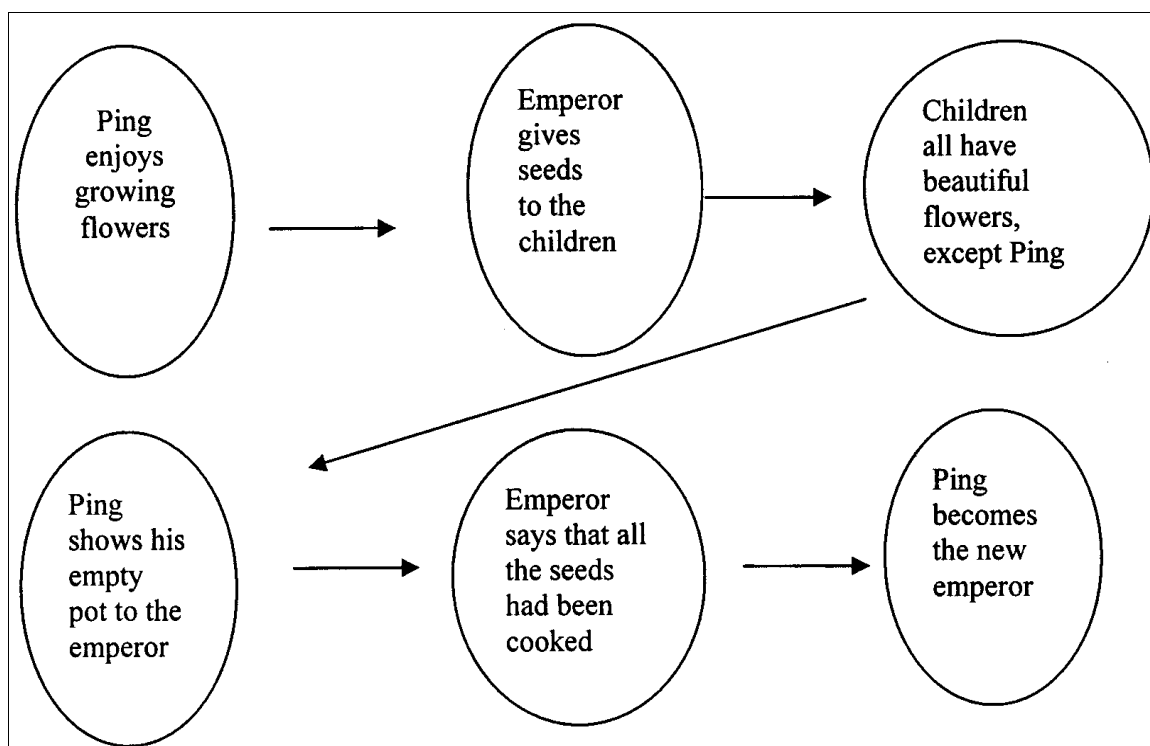 Ping
enjoys
growing
flowers
Emperor
gives
seeds
to the
children
Children
all have
beautiful
flowers,
except Ping
Ping
shows his
empty
pot to the
emperor
Emperor
says that all
the seeds
had been
cooked
Ping
becomes
the new
emperor